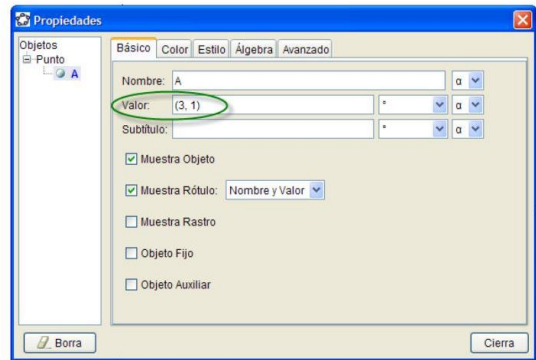 Propiedades
Objetos
Punto
A
Básico Color Estilo Álgebra Avanzado
Nombre: A α
Valor: (3, 1) ° α
Subtítulo: ° α
Muestra Objeto
Muestra Rótulo: Nombre y Valor
Muestra Rastro
Objeto Fijo
Objeto Auxiliar
Borra Cierra